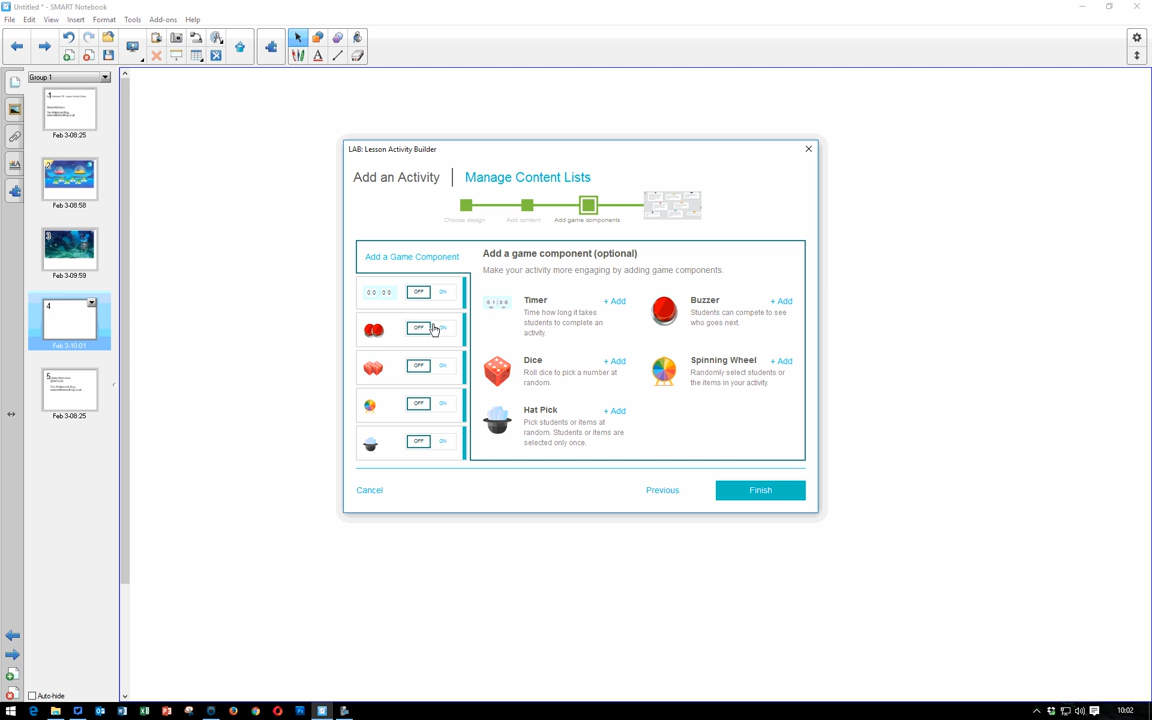 Untitled * - SMART Notebook
File Edit View Insert Format Tools Add-ons Help
Group 1
1
Feb 3-08:25
2
Feb 3-08:58
3
Feb 3-09:59
4
Feb 3-10:01
5
Feb 3-08:25
Auto-hide
LAB: Lesson Activity Builder
Add an Activity
Manage Content Lists
Choose design
Add content
Add game components
Add a Game Component
00 00 OFF ON
OFF ON
OFF ON
OFF ON
OFF ON
Add a game component (optional)
Make your activity more engaging by adding game components.
Timer + Add
Time how long it takes
students to complete an
activity.
Buzzer + Add
Students can compete to see
who goes next.
Dice + Add
Roll dice to pick a number at
random.
Spinning Wheel + Add
Randomly select students or
the items in your activity.
Hat Pick + Add
Pick students or items at
random. Students or items are
selected only once.
Cancel
Previous
Finish
10:02